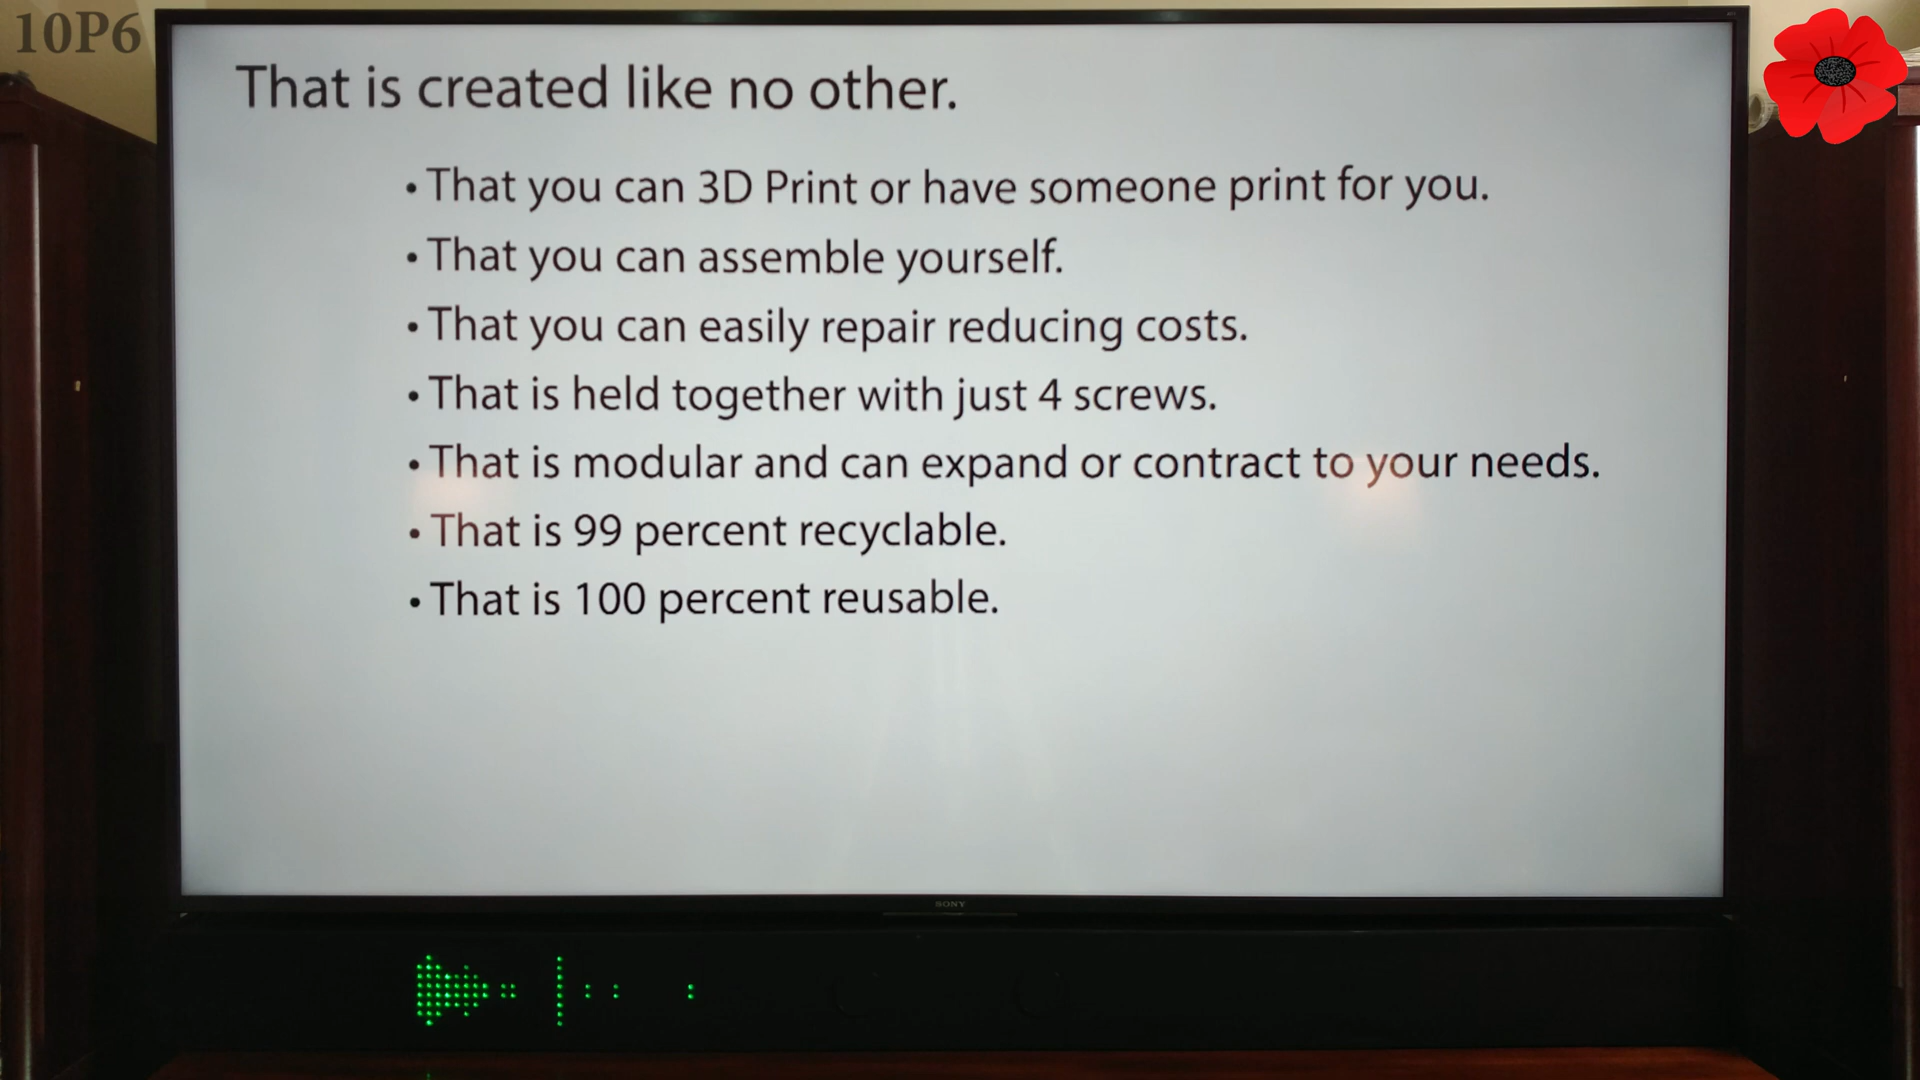 10P6
That is created like no other.
• That you can 3D Print or have someone print for you.
• That you can assemble yourself.
• That you can easily repair reducing costs.
• That is held together with just 4 screws.
• That is modular and can expand or contract to your needs.
• That is 99 percent recyclable.
• That is 100 percent reusable.
SONY